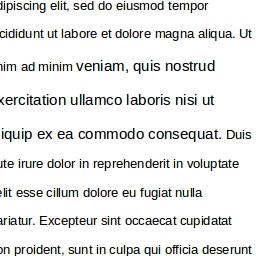 dipiscing elit, sed do eiusmod tempor
cididunt ut labore et dolore magna aliqua. Ut
nim ad minim veniam, quis nostrud
xercitation ullamco laboris nisi ut
liquip ex ea commodo consequat. Duis
ute irure dolor in reprehenderit in voluptate
elit esse cillum dolore eu fugiat nulla
ariatur. Excepteur sint occaecat cupidatat
on proident, sunt in culpa qui officia deserunt